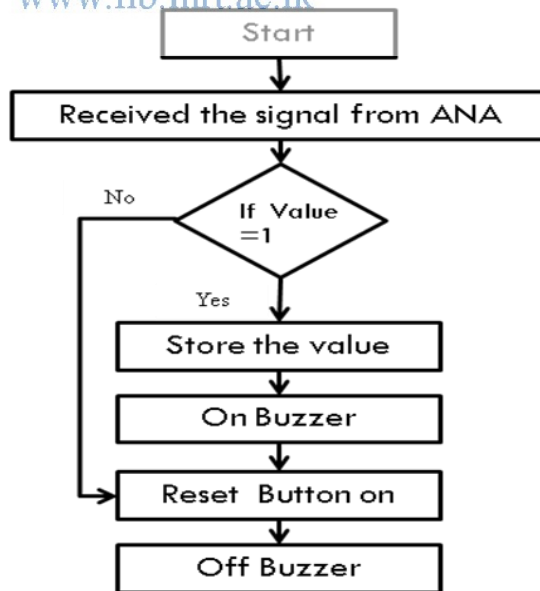 Start
Received the signal from ANA
No
If Value
=1
Yes
Store the value
On Buzzer
Reset Button on
Off Buzzer